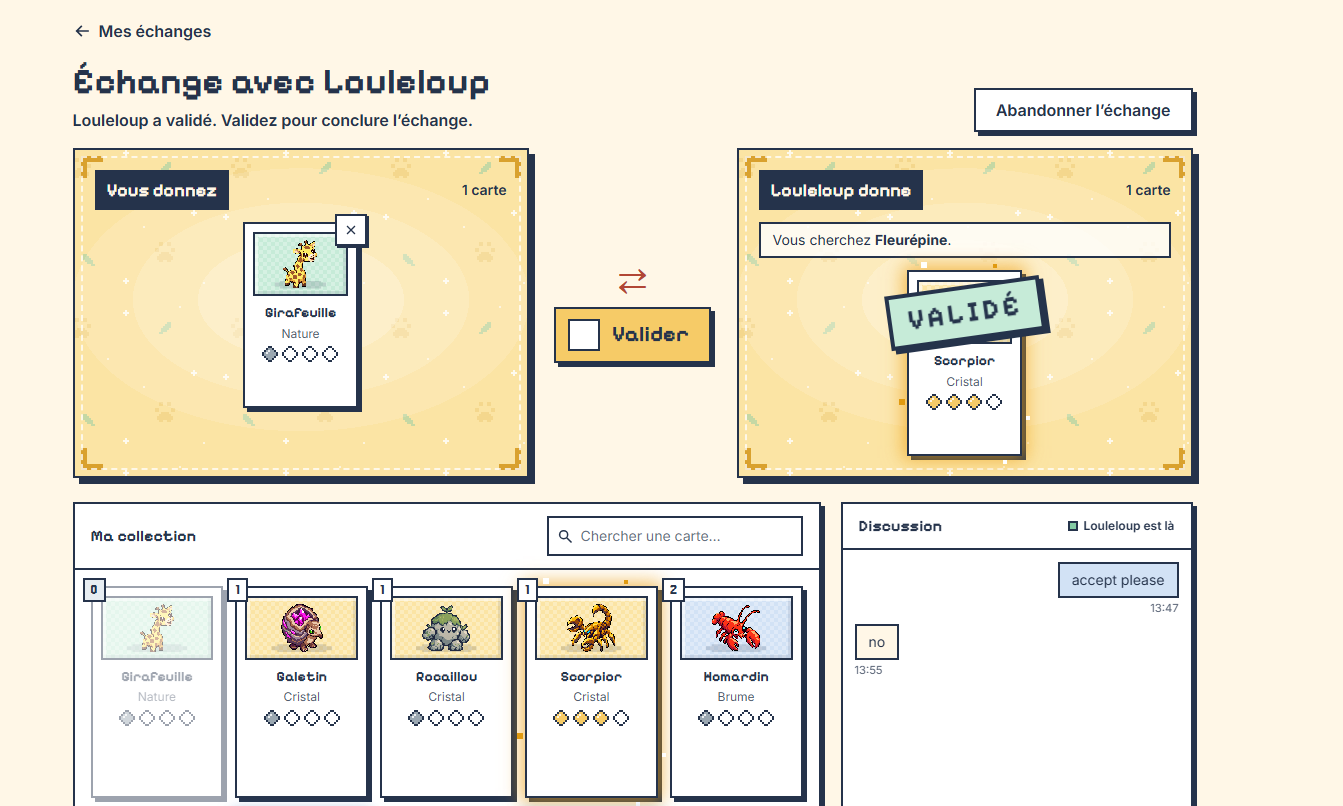 Mes échanges
Échange avec Louleloup
Louleloup a validé. Validez pour conclure l’échange.
Abandonner l’échange
Vous donnez
1 carte
Girafeuille
Nature
Valider
Louleloup donne
1 carte
Vous cherchez Fleurépine.
VALIDÉ
Scorpior
Cristal
Ma collection
Chercher une carte...
0
Girafeuille
Nature
1
Galetin
Cristal
1
Rocaillou
Cristal
1
Scorpior
Cristal
2
Homardin
Brume
Discussion
Louleloup est là
accept please
13:47
no
13:55